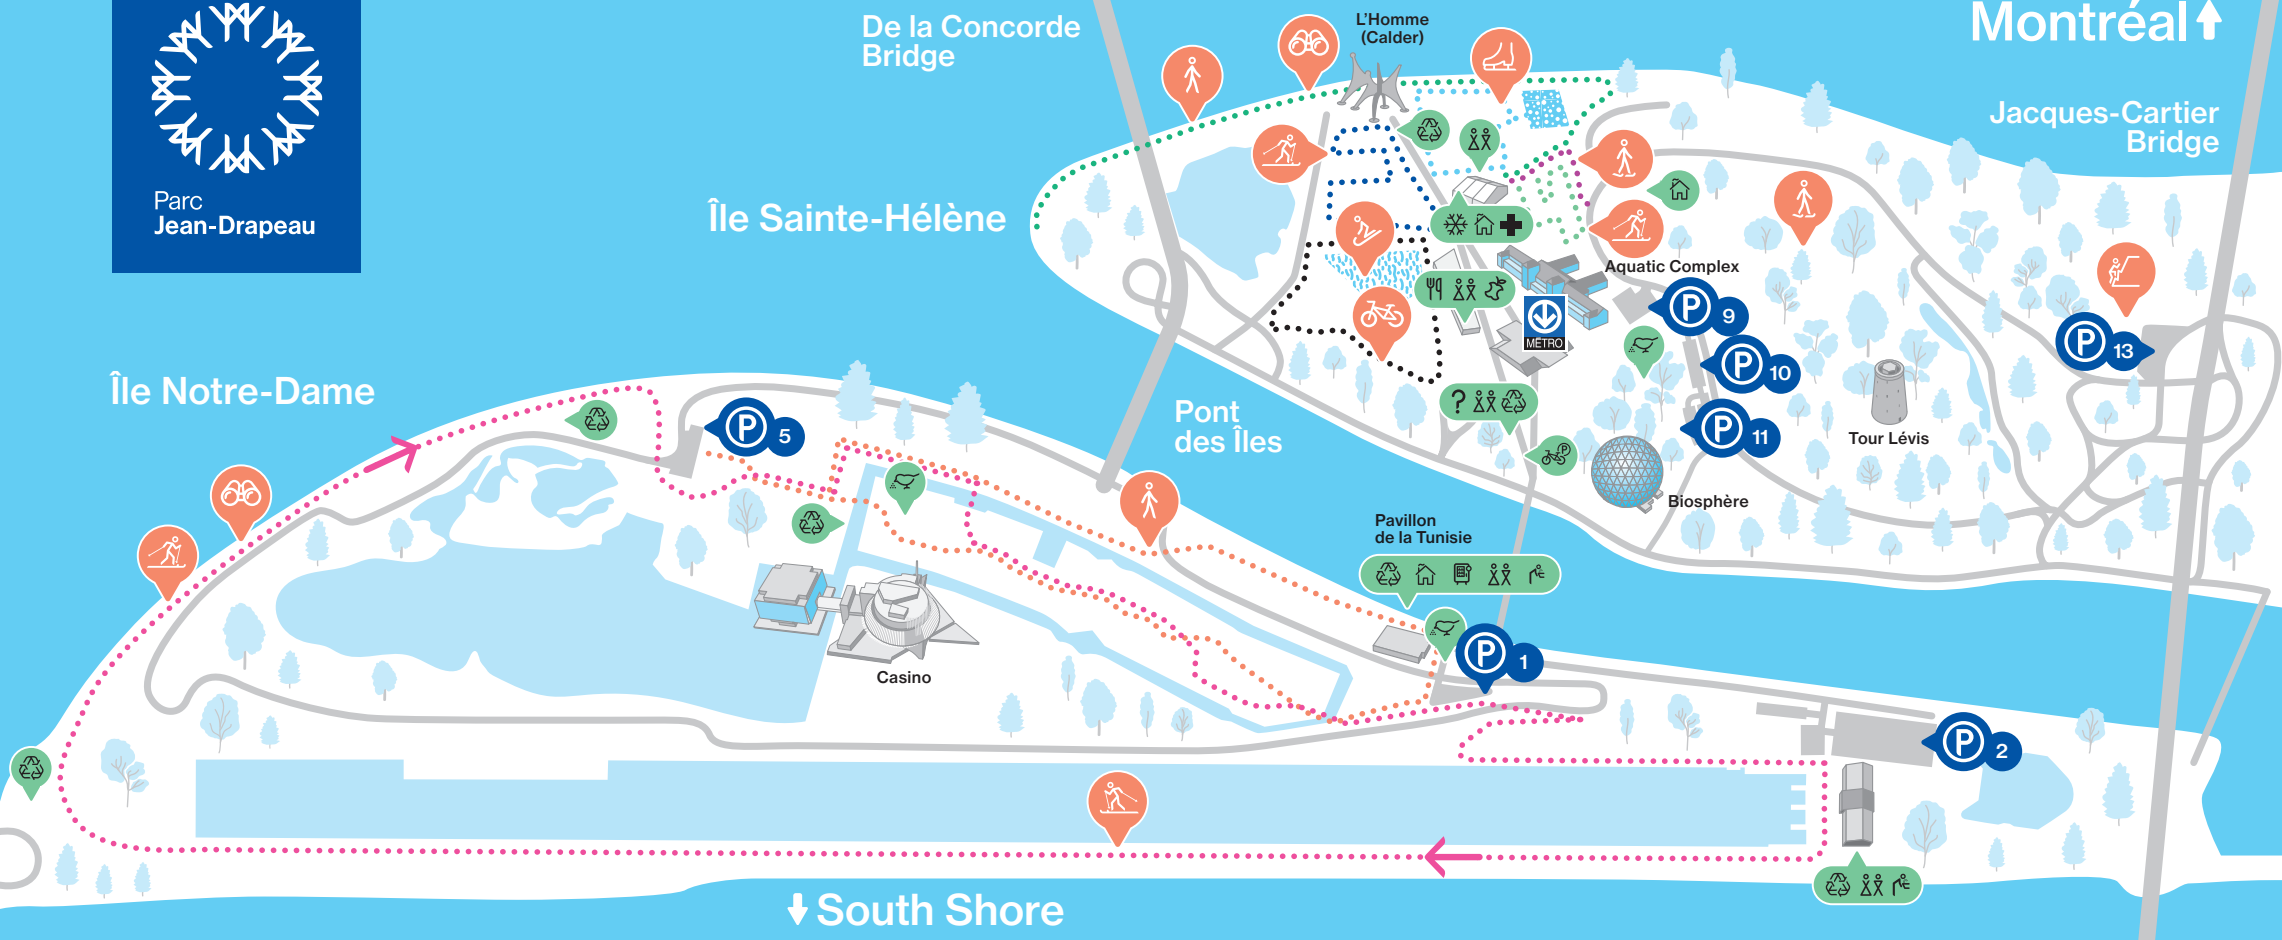 Parc
Jean-Drapeau
De la Concorde
Bridge
L'Homme
(Calder)
Montréal
Jacques-Cartier
Bridge
Île Sainte-Hélène
Aquatic Complex
P 9
MÉTRO
P 10
P 13
Île Notre-Dame
P 5
Pont
des Îles
?
P
P 11
Tour Lévis
Biosphère
Pavillon
de la Tunisie
P 1
Casino
P 2
South Shore